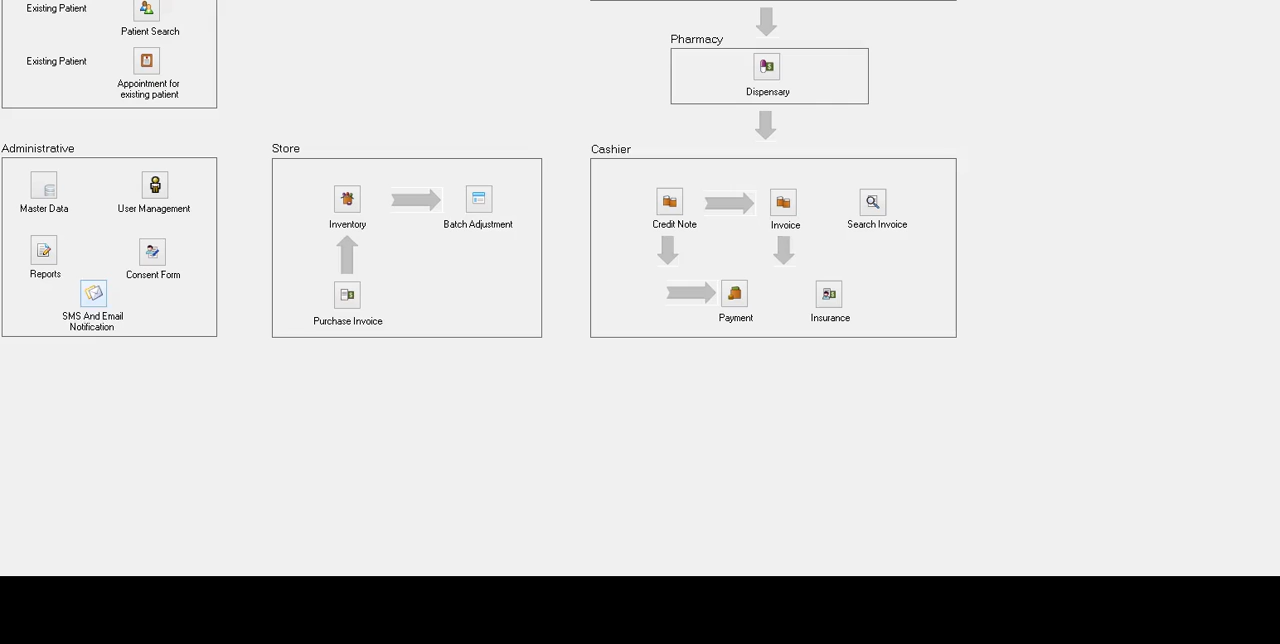 Existing Patient
Patient Search
Existing Patient
Appointment for
existing patient
Pharmacy
Dispensary
Administrative
Master Data
User Management
Reports
Consent Form
SMS And Email
Notification
Store
Inventory
Batch Adjustment
Purchase Invoice
Cashier
Credit Note
Invoice
Search Invoice
Payment
Insurance